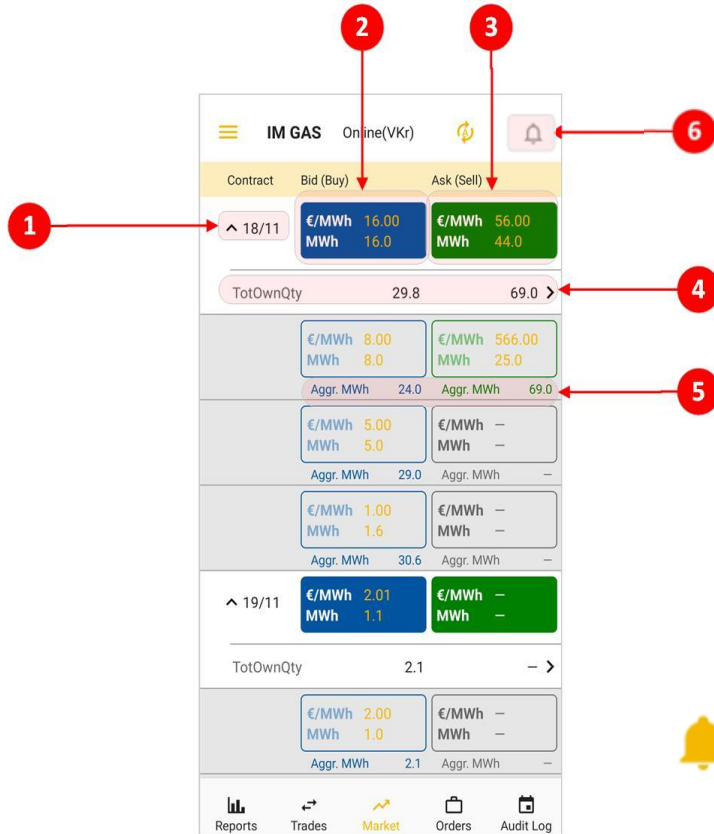 2 3
IM GAS Online(VKr) 6
Contract Bid (Buy) Ask (Sell)
1 18/11 €/MWh 16.00 €/MWh 56.00
MWh 16.0 MWh 44.0
TotOwnQty 29.8 69.0 4
€/MWh 8.00 €/MWh 566.00
MWh 8.0 MWh 25.0
Aggr. MWh 24.0 Aggr. MWh 69.0 5
€/MWh 5.00 €/MWh –
MWh 5.0 MWh –
Aggr. MWh 29.0 Aggr. MWh –
€/MWh 1.00 €/MWh –
MWh 1.6 MWh –
Aggr. MWh 30.6 Aggr. MWh –
19/11 €/MWh 2.01 €/MWh –
MWh 1.1 MWh –
TotOwnQty 2.1 –
€/MWh 2.00 €/MWh –
MWh 1.0 MWh –
Aggr. MWh 2.1 Aggr. MWh –
Reports Trades Market Orders Audit Log